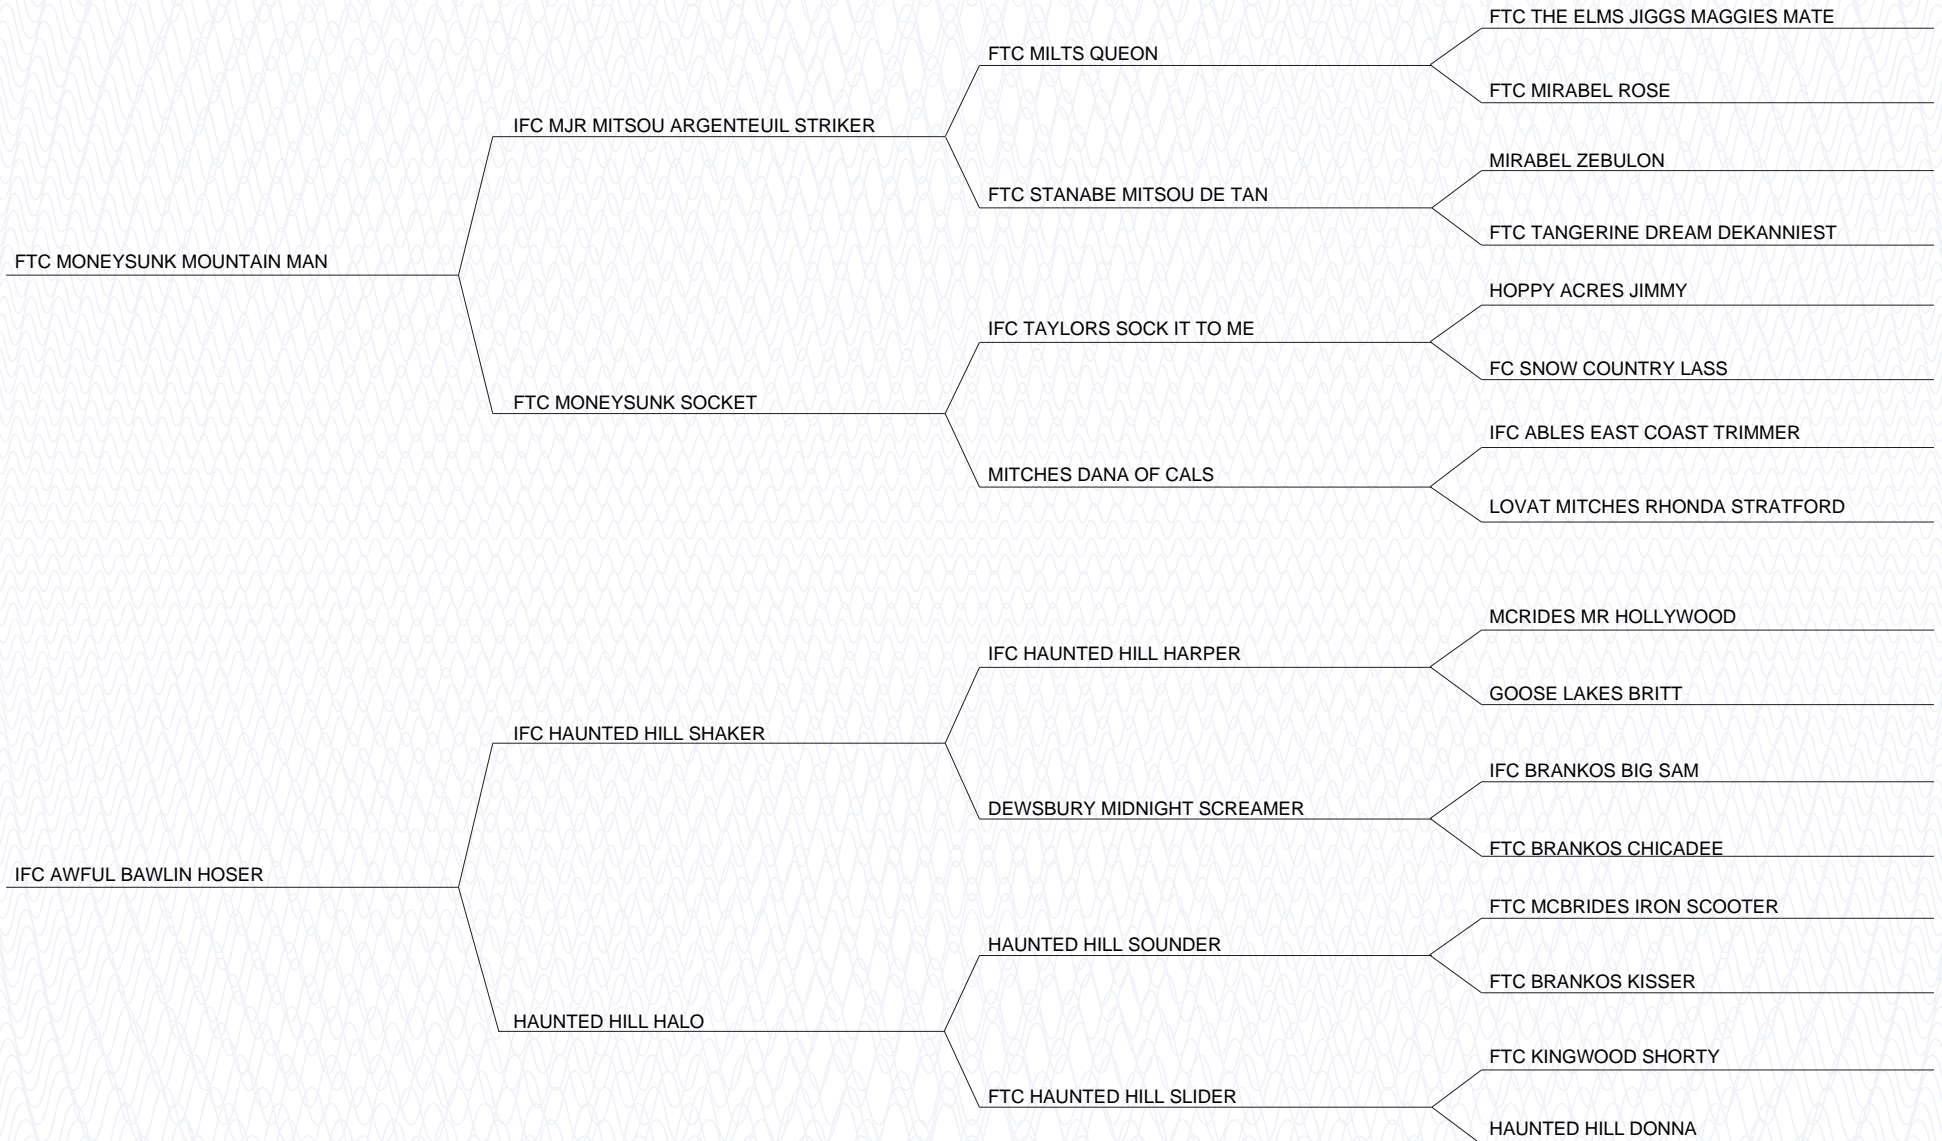 FTC THE ELMS JIGGS MAGGIES MATE
FTC MILTS QUEON
FTC MIRABEL ROSE
IFC MJR MITSOU ARGENTEUIL STRIKER
MIRABEL ZEBULON
FTC STANABE MITSOU DE TAN
FTC TANGERINE DREAM DEKANNIEST
FTC MONEYSUNK MOUNTAIN MAN
HOPPY ACRES JIMMY
IFC TAYLORS SOCK IT TO ME
FC SNOW COUNTRY LASS
FTC MONEYSUNK SOCKET
IFC ABLES EAST COAST TRIMMER
MITCHES DANA OF CALS
LOVAT MITCHES RHONDA STRATFORD
MCRIDES MR HOLLYWOOD
IFC HAUNTED HILL HARPER
GOOSE LAKES BRITT
IFC HAUNTED HILL SHAKER
IFC BRANKOS BIG SAM
DEWSBURY MIDNIGHT SCREAMER
FTC BRANKOS CHICADEE
IFC AWFUL BAWLIN HOSER
FTC MCBRIDES IRON SCOOTER
HAUNTED HILL SOUNDER
FTC BRANKOS KISSER
HAUNTED HILL HALO
FTC KINGWOOD SHORTY
FTC HAUNTED HILL SLIDER
HAUNTED HILL DONNA